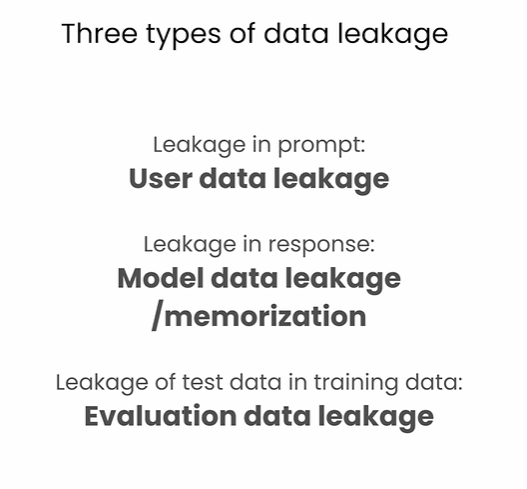 Three types of data leakage
Leakage in prompt:
User data leakage
Leakage in response:
Model data leakage
/memorization
Leakage of test data in training data:
Evaluation data leakage